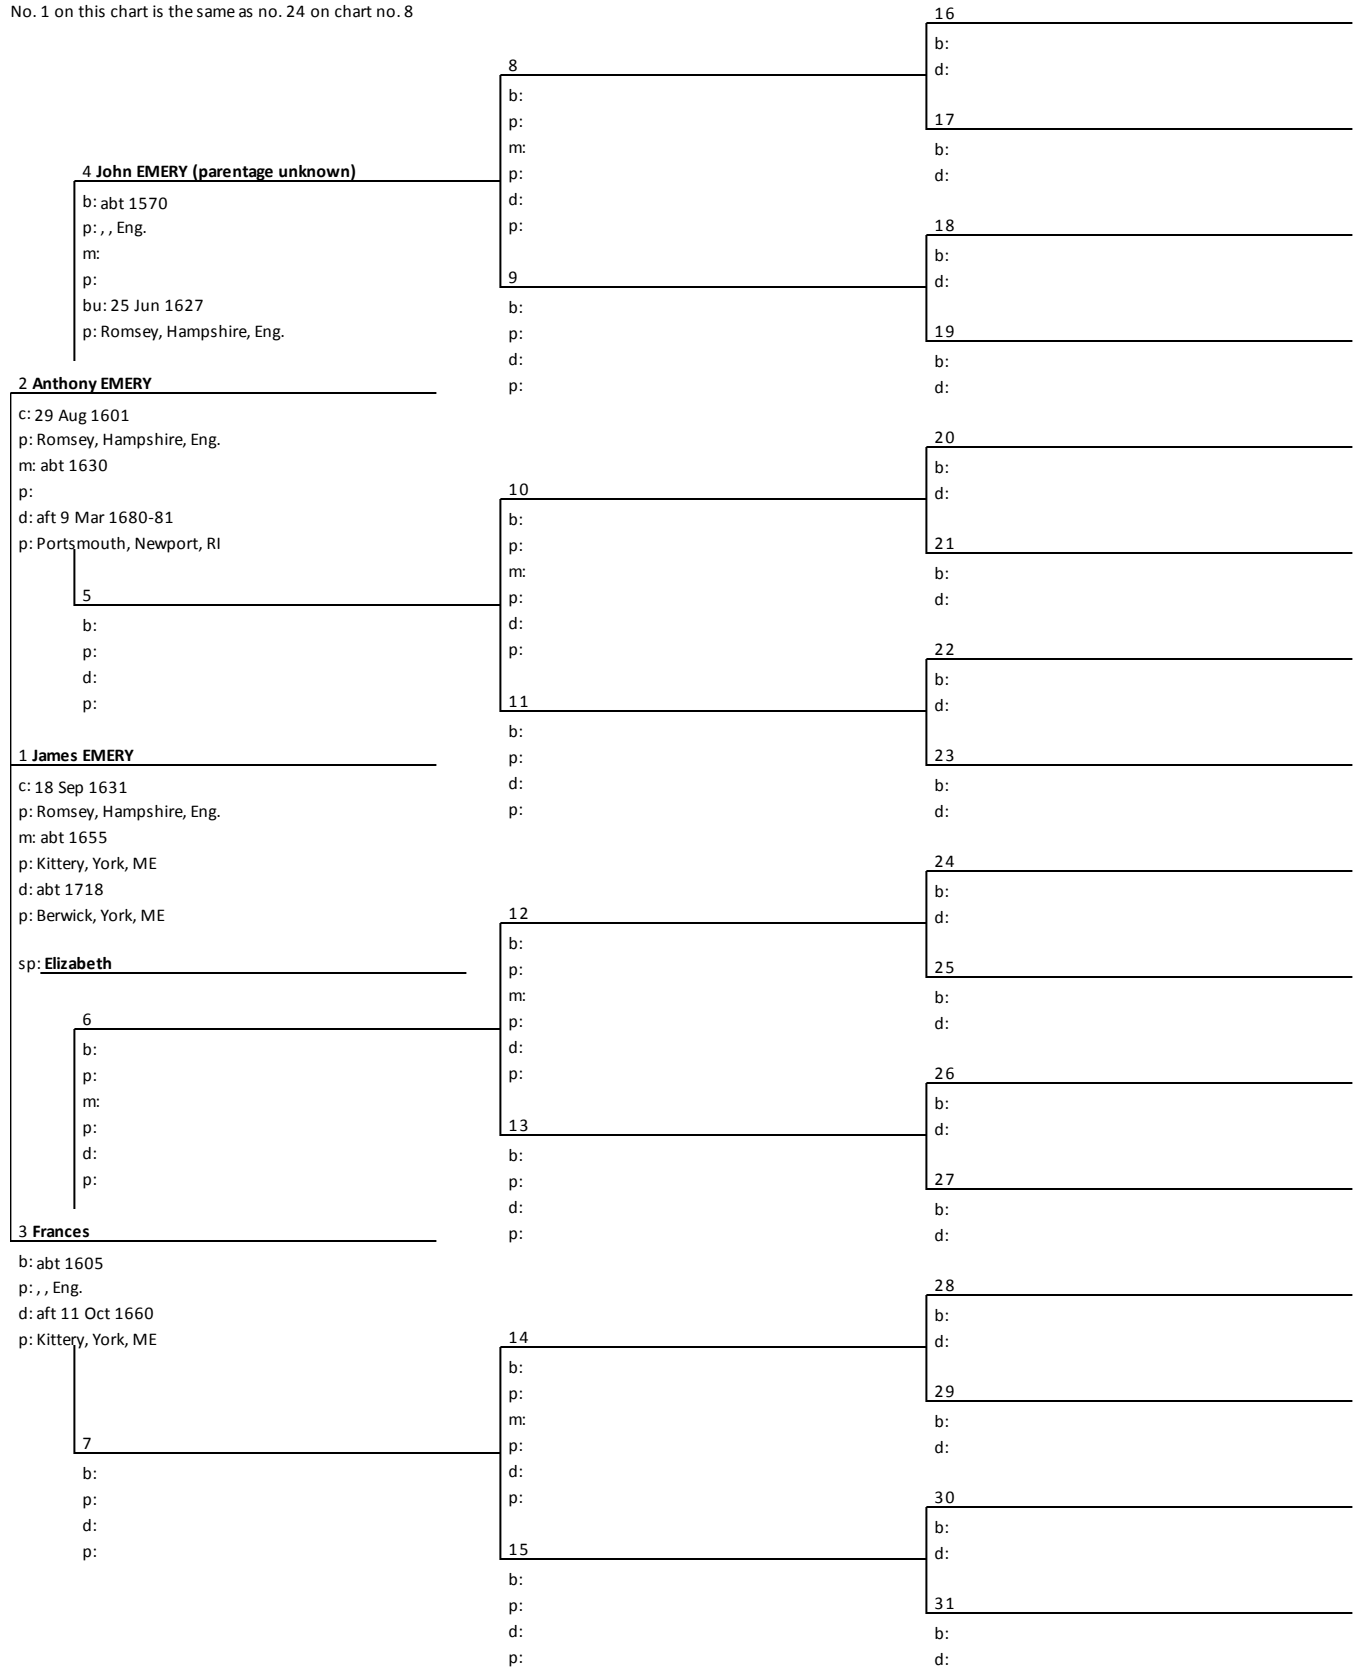 No. 1 on this chart is the same as no. 24 on chart no. 8
16
b:
d:
8
b:
p:
m:
p:
d:
p:
17
b:
d:
4 John EMERY (parentage unknown)
b: abt 1570
p: , , Eng.
m:
p:
bu: 25 Jun 1627
p: Romsey, Hampshire, Eng.
18
b:
d:
9
b:
p:
d:
p:
19
b:
d:
2 Anthony EMERY
c: 29 Aug 1601
p: Romsey, Hampshire, Eng.
m: abt 1630
p:
d: aft 9 Mar 1680-81
p: Portsmouth, Newport, RI
20
b:
d:
10
b:
p:
m:
p:
d:
p:
21
b:
d:
5
b:
p:
d:
p:
22
b:
d:
11
b:
p:
d:
p:
23
b:
d:
1 James EMERY
c: 18 Sep 1631
p: Romsey, Hampshire, Eng.
m: abt 1655
p: Kittery, York, ME
d: abt 1718
p: Berwick, York, ME
sp: Elizabeth
24
b:
d:
12
b:
p:
m:
p:
d:
p:
25
b:
d:
6
b:
p:
m:
p:
d:
p:
26
b:
d:
13
b:
p:
d:
p:
27
b:
d:
3 Frances
b: abt 1605
p: , , Eng.
d: aft 11 Oct 1660
p: Kittery, York, ME
28
b:
d:
14
b:
p:
m:
p:
d:
p:
29
b:
d:
7
b:
p:
d:
p:
30
b:
d:
15
b:
p:
d:
p:
31
b:
d: